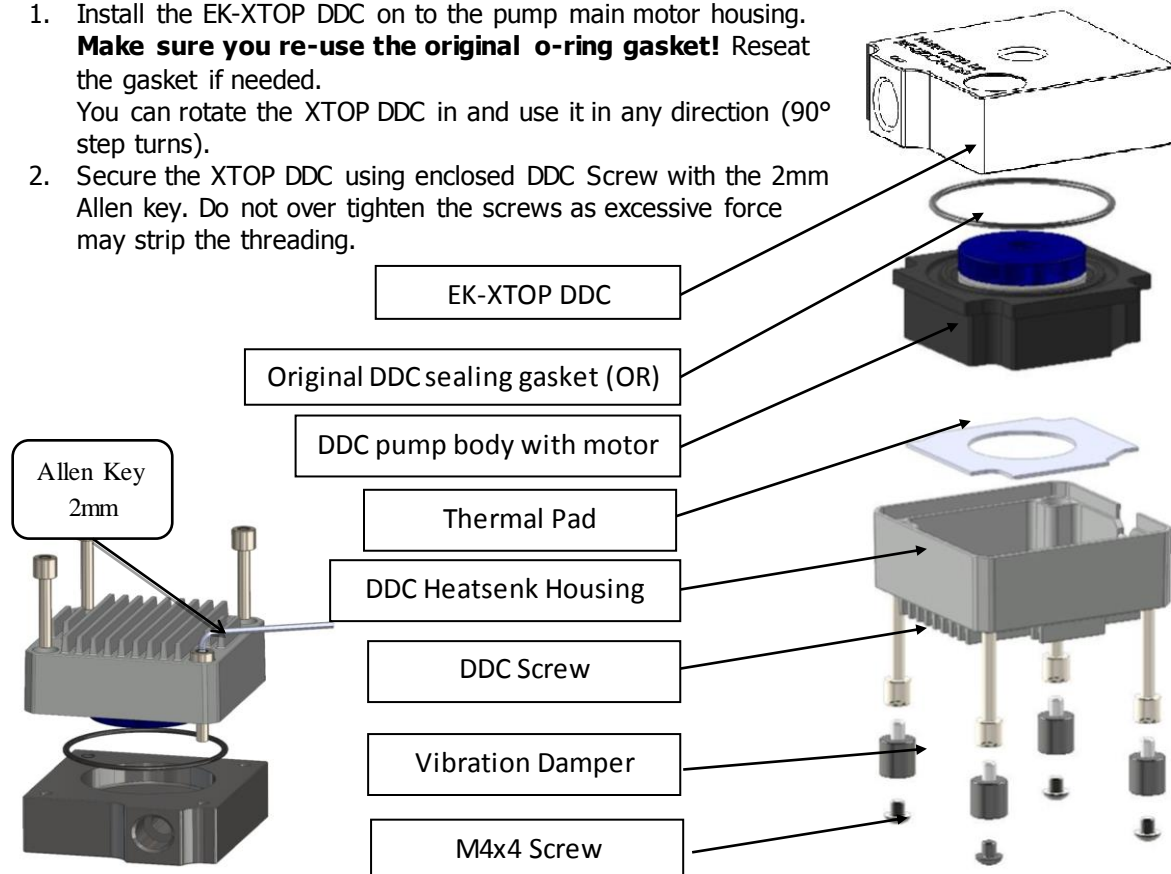 1. Install the EK-XTOP DDC on to the pump main motor housing.
Make sure you re-use the original o-ring gasket! Reseat
the gasket if needed.
You can rotate the XTOP DDC in and use it in any direction (90°
step turns).
2. Secure the XTOP DDC using enclosed DDC Screw with the 2mm
Allen key. Do not over tighten the screws as excessive force
may strip the threading.
EK-XTOP DDC
Original DDC sealing gasket (OR)
DDC pump body with motor
Allen Key
2mm
Thermal Pad
DDC Heatsenk Housing
DDC Screw
Vibration Damper
M4x4 Screw